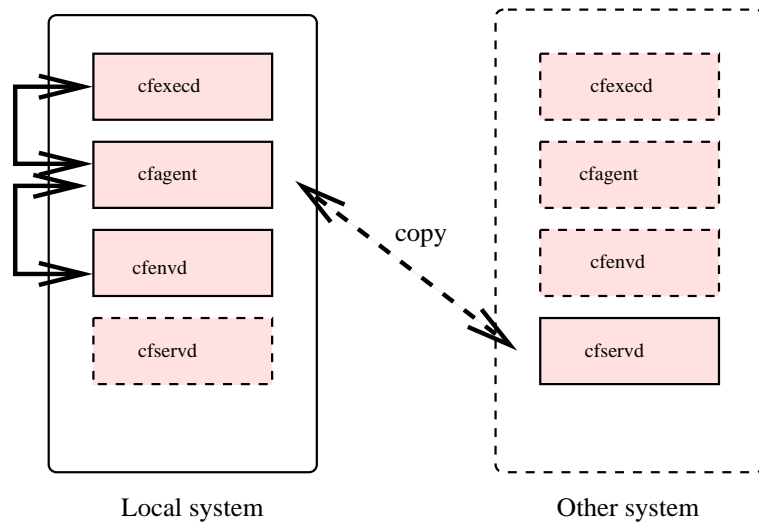 cfexecd
cfagent
cfenvd
cfservd
Local system
copy
cfexecd
cfagent
cfenvd
cfservd
Other system